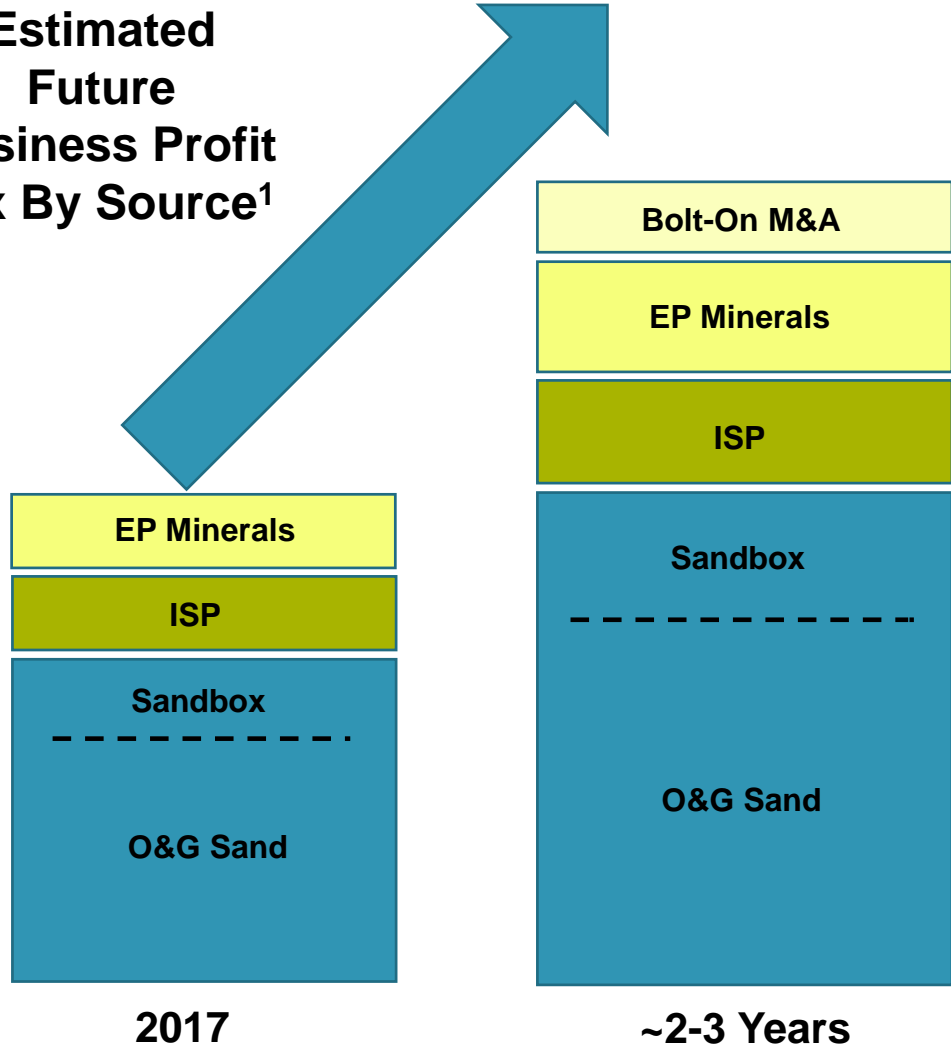 Estimated
Future
siness Profit
x By Source¹
Bolt-On M&A
EP Minerals
ISP
Sandbox
O&G Sand
EP Minerals
ISP
Sandbox
O&G Sand
2017
~2-3 Years